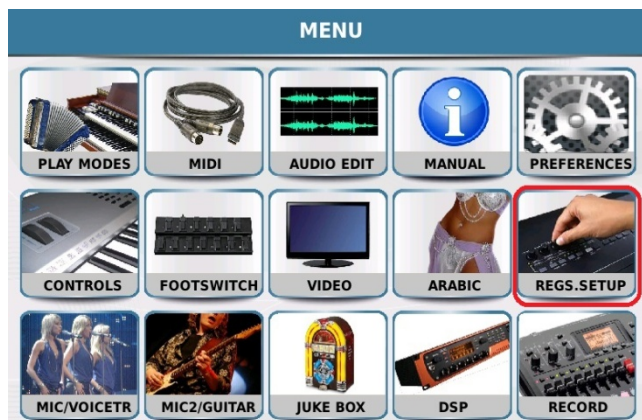 MENU
PLAY MODES
MIDI
AUDIO EDIT
MANUAL
PREFERENCES
CONTROLS
FOOTSWITCH
VIDEO
ARABIC
REGS.SETUP
MIC/VOICETR
MIC2/GUITAR
JUKE BOX
DSP
RECORD